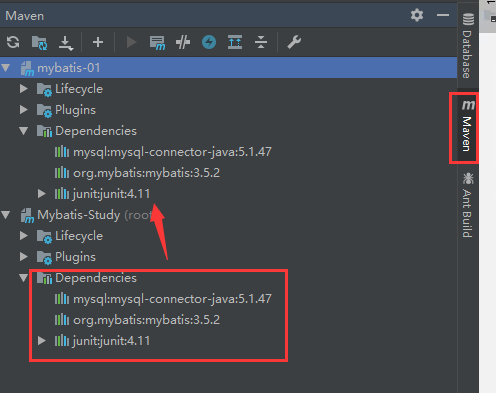 Maven
mybatis-01
Lifecycle
Plugins
Dependencies
mysql:mysql-connector-java:5.1.47
org.mybatis:mybatis:3.5.2
junit:junit:4.11
Mybatis-Study (root)
Lifecycle
Plugins
Dependencies
mysql:mysql-connector-java:5.1.47
org.mybatis:mybatis:3.5.2
junit:junit:4.11
Database
m Maven
Ant Build